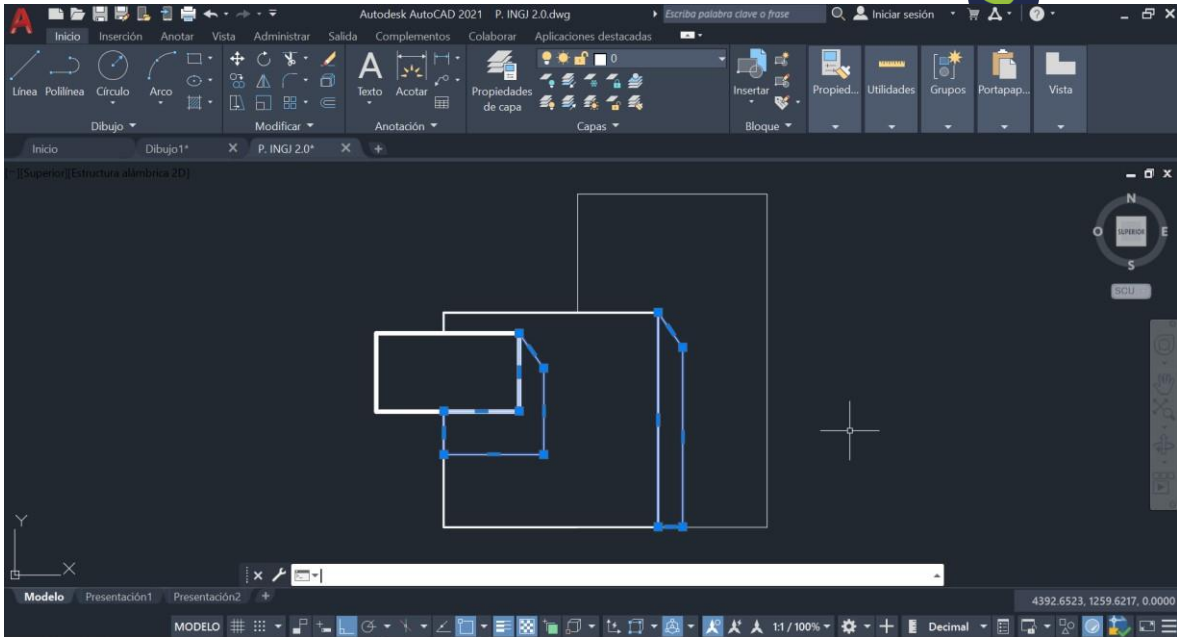 Autodesk AutoCAD 2021 P. INGJ 2.0.dwg Escriba palabra clave o frase Iniciar sesión
Inicio Inserción Anotar Vista Administrar Salida Complementos Colaborar Aplicaciones destacadas
0
Línea Polilínea Círculo Arco Texto Acotar Propiedades de capa Insertar Propied... Utilidades Grupos Portapap... Vista
Dibujo Modificar Anotación Capas Bloque
Inicio Dibujo1* P. INGJ 2.0*
[−][Superior][Estructura alámbrica 2D]
N
O SUPERIOR E
S
SCU
Y
X
Modelo Presentación1 Presentación2 4392.6523, 1259.6217, 0.0000
MODELO 1:1 / 100% Decimal